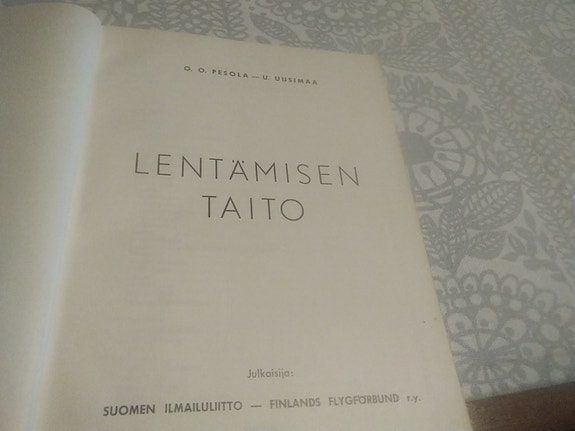 O. O. PESOLA — U. UUSIMAA
LENTÄMISEN
TAITO
Julkaisija:
SUOMEN ILMAILULIITTO — FINLANDS FLYGFÖRBUND r.y.